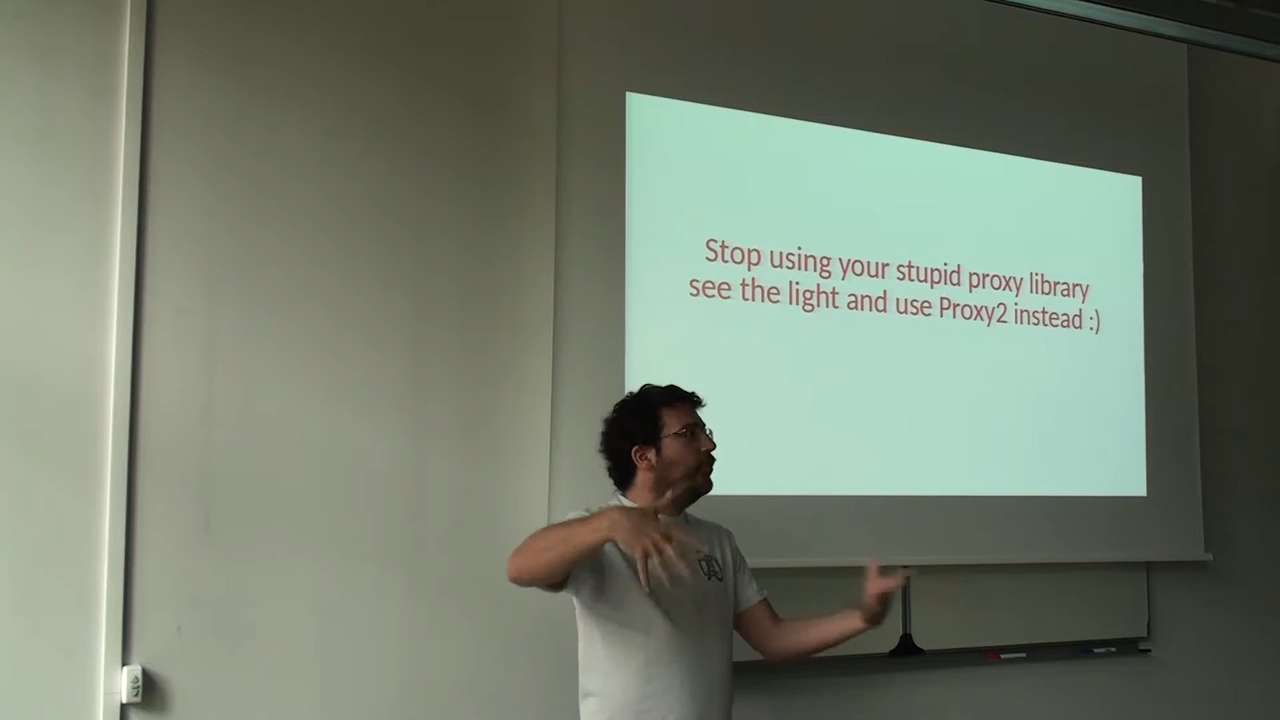 Stop using your stupid proxy library
see the light and use Proxy2 instead :)